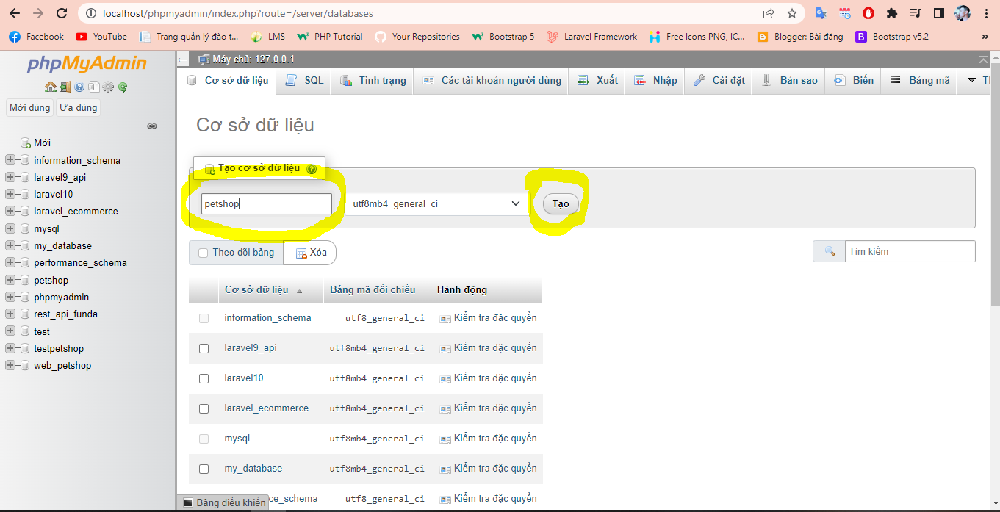 localhost/phpmyadmin/index.php?route=/server/databases
Facebook YouTube Trang quản lý đào t... LMS PHP Tutorial Your Repositories Bootstrap 5 Laravel Framework Free Icons PNG, IC... Blogger: Bài đăng B Bootstrap v5.2 »
phpMyAdmin
Mới dùng Ưa dùng
Mới
information_schema
laravel9_api
laravel10
laravel_ecommerce
mysql
my_database
performance_schema
petshop
phpmyadmin
rest_api_funda
test
testpetshop
web_petshop
Máy chủ: 127.0.0.1
Cơ sở dữ liệu SQL Tình trạng Các tài khoản người dùng Xuất Nhập Cài đặt Bản sao Biến Bảng mã
Cơ sở dữ liệu
Tạo cơ sở dữ liệu
petshop utf8mb4_general_ci Tạo
Theo dõi bảng Xóa Tìm kiếm
Cơ sở dữ liệu Bảng mã đối chiếu Hành động
information_schema utf8_general_ci Kiểm tra đặc quyền
laravel9_api utf8mb4_general_ci Kiểm tra đặc quyền
laravel10 utf8mb4_general_ci Kiểm tra đặc quyền
laravel_ecommerce utf8mb4_general_ci Kiểm tra đặc quyền
mysql utf8mb4_general_ci Kiểm tra đặc quyền
my_database utf8mb4_general_ci Kiểm tra đặc quyền
ce_schema utf8_general_ci Kiểm tra đặc quyền
Bảng điều khiển